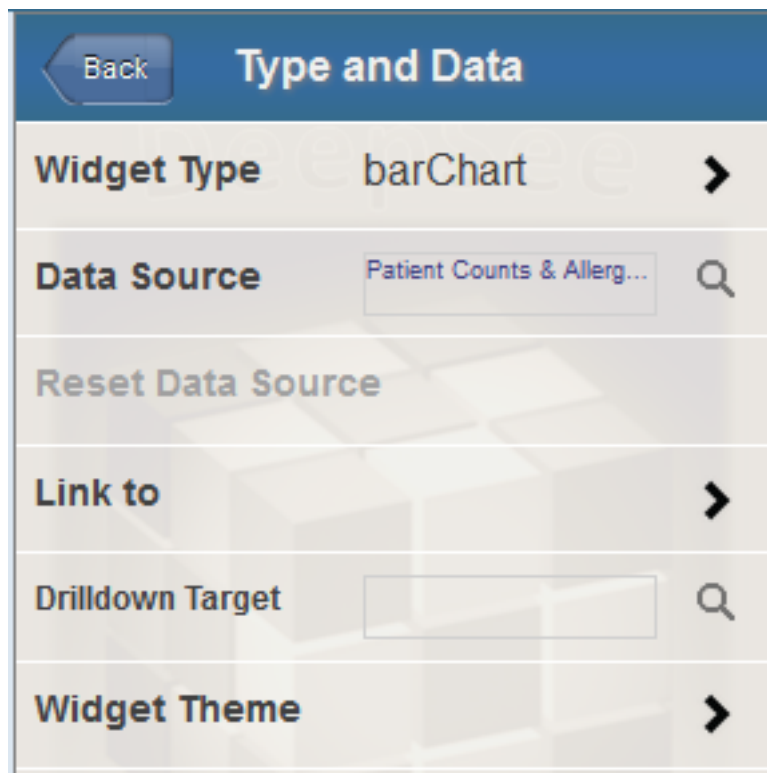 Back Type and Data
DeepSee
Widget Type barChart
Data Source Patient Counts & Allerg...
Reset Data Source
Link to
Drilldown Target
Widget Theme